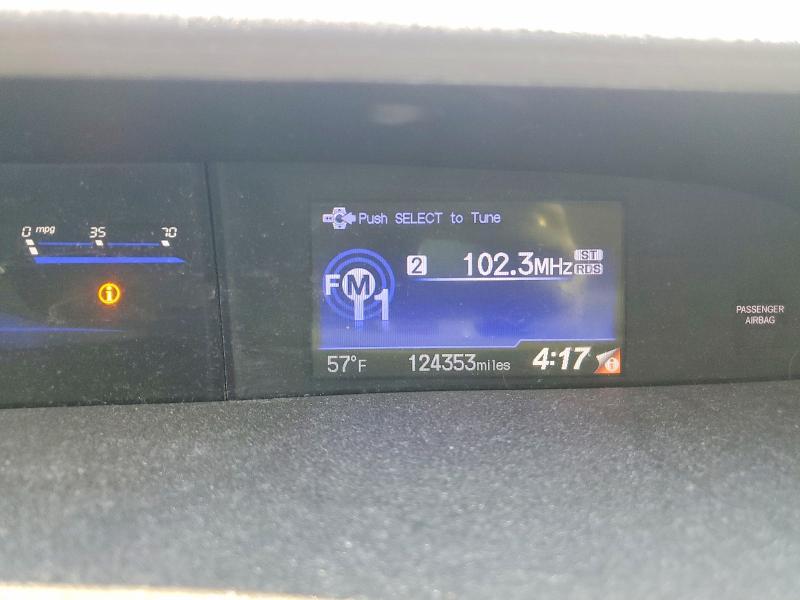 Push SELECT to Tune
0 mpg 35 70
FM1 2 102.3MHz ST
RDS
i
PASSENGER
AIRBAG
57°F 124353miles 4:17 i